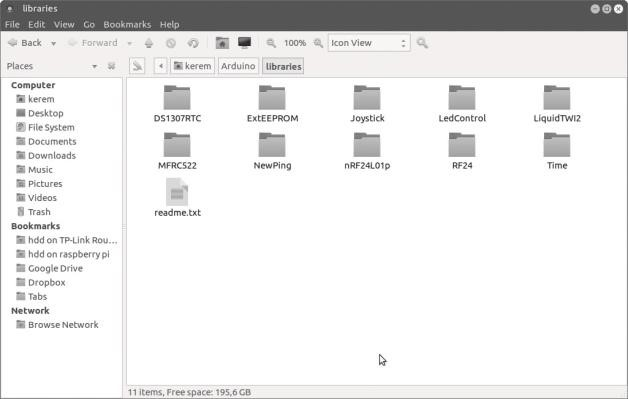 libraries
File Edit View Go Bookmarks Help
Back Forward 100% Icon View
Places kerem Arduino libraries
Computer
kerem
Desktop
File System
Documents
Downloads
Music
Pictures
Videos
Trash
Bookmarks
hdd on TP-Link Rou...
hdd on raspberry pi
Google Drive
Dropbox
Tabs
Network
Browse Network
DS1307RTC ExtEEPROM Joystick LedControl LiquidTWI2
MFRC522 NewPing nRF24L01p RF24 Time
readme.txt
11 items, Free space: 195,6 GB